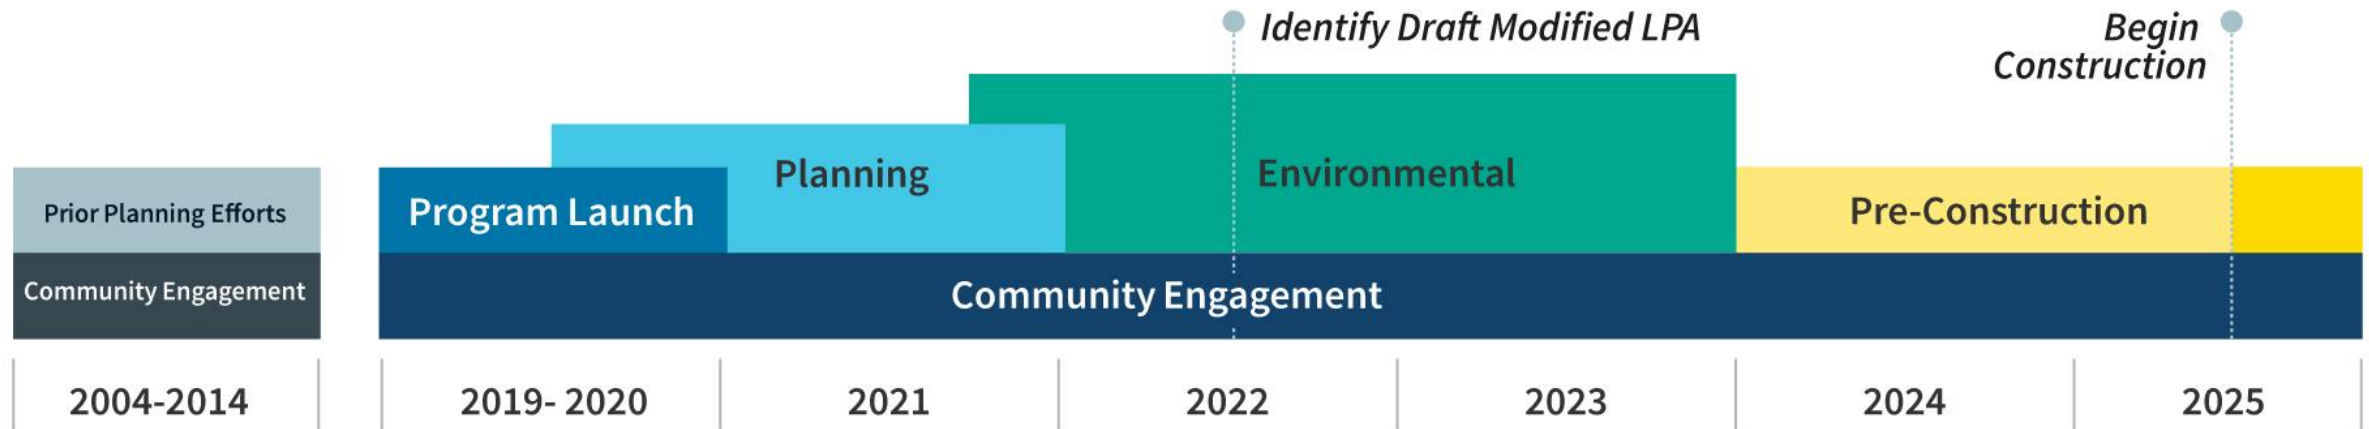 Identify Draft Modified LPA
Begin
Construction
Planning
Environmental
Prior Planning Efforts
Program Launch
Pre-Construction
Community Engagement
Community Engagement
2004-2014
2019- 2020
2021
2022
2023
2024
2025